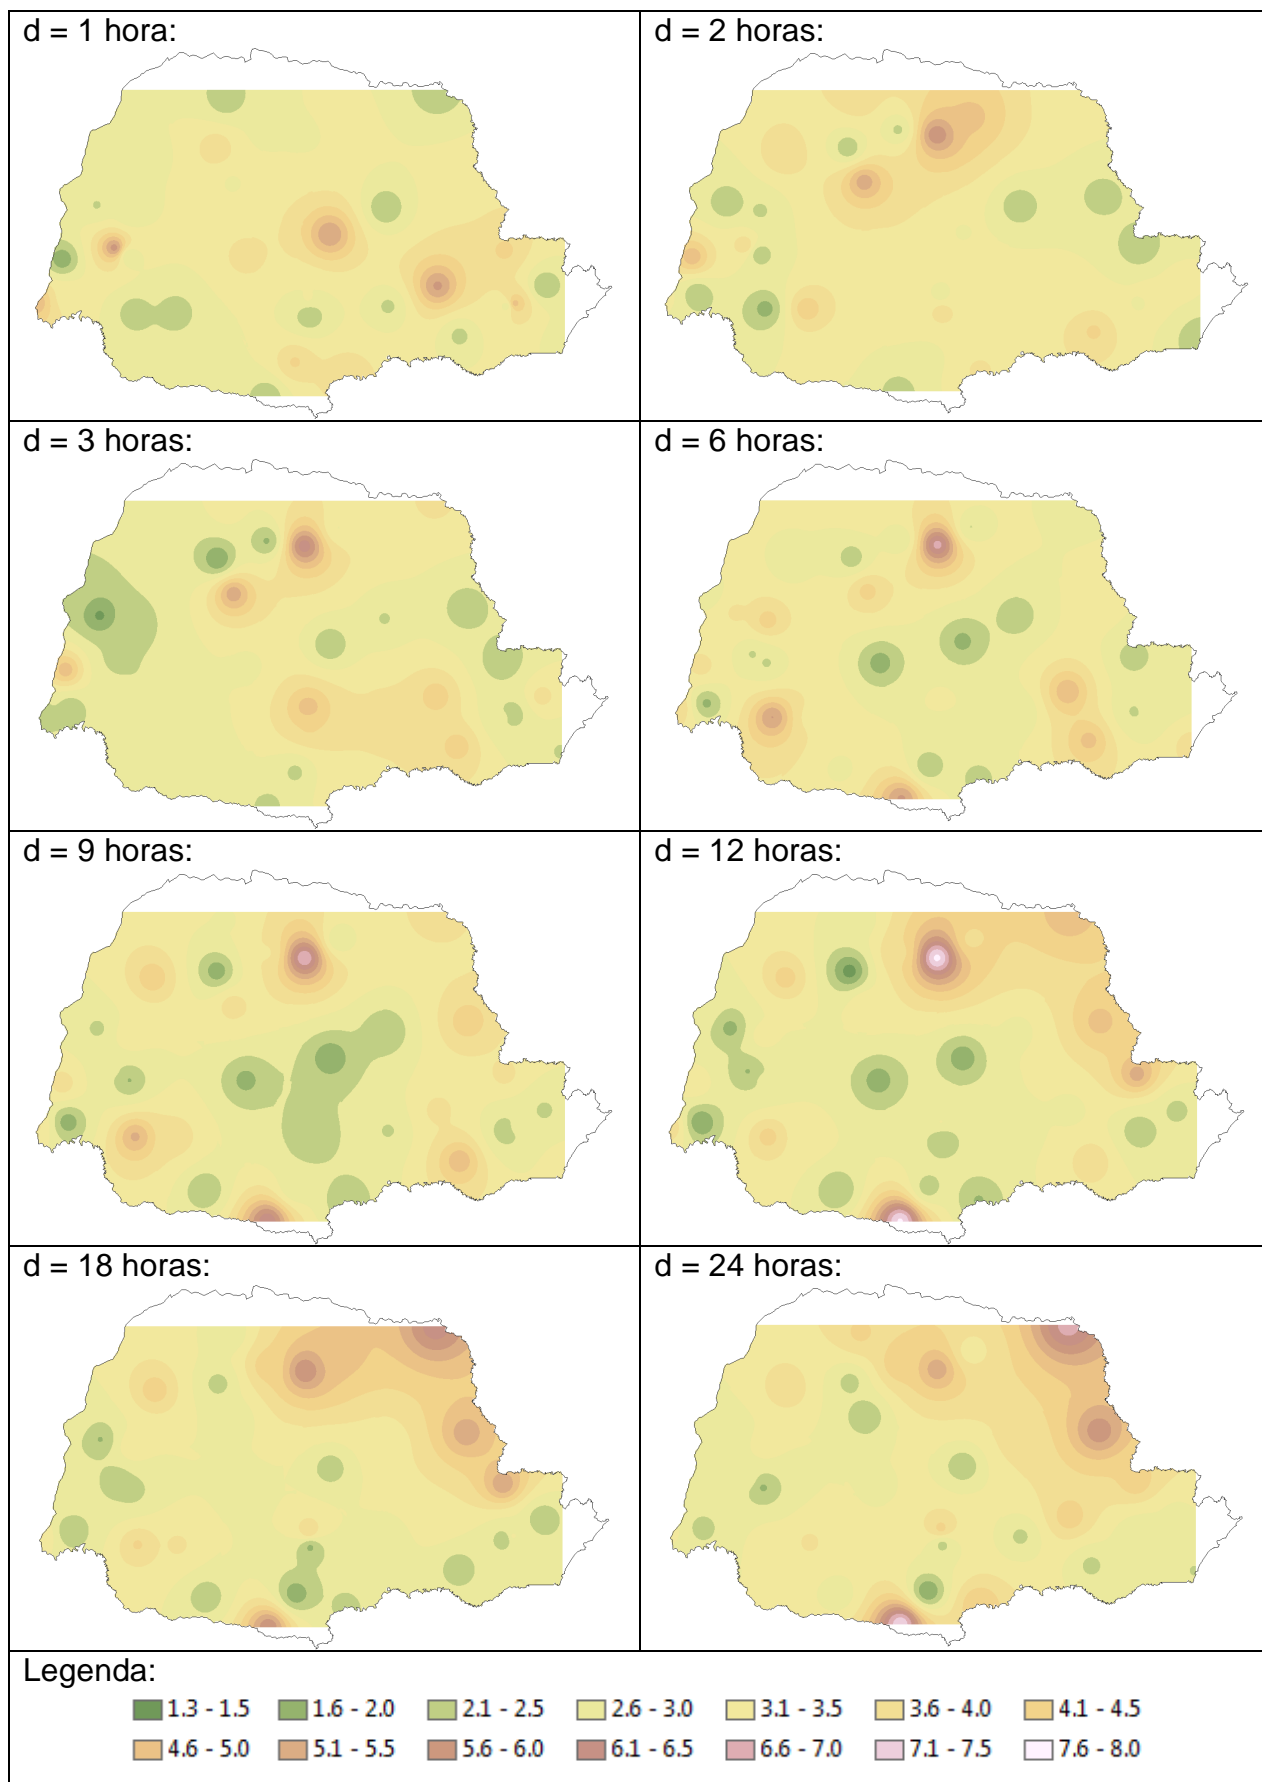 d = 1 hora:
d = 2 horas:
d = 3 horas:
d = 6 horas:
d = 9 horas:
d = 12 horas:
d = 18 horas:
d = 24 horas:
Legenda:
1.3 - 1.5 1.6 - 2.0 2.1 - 2.5 2.6 - 3.0 3.1 - 3.5 3.6 - 4.0 4.1 - 4.5
4.6 - 5.0 5.1 - 5.5 5.6 - 6.0 6.1 - 6.5 6.6 - 7.0 7.1 - 7.5 7.6 - 8.0